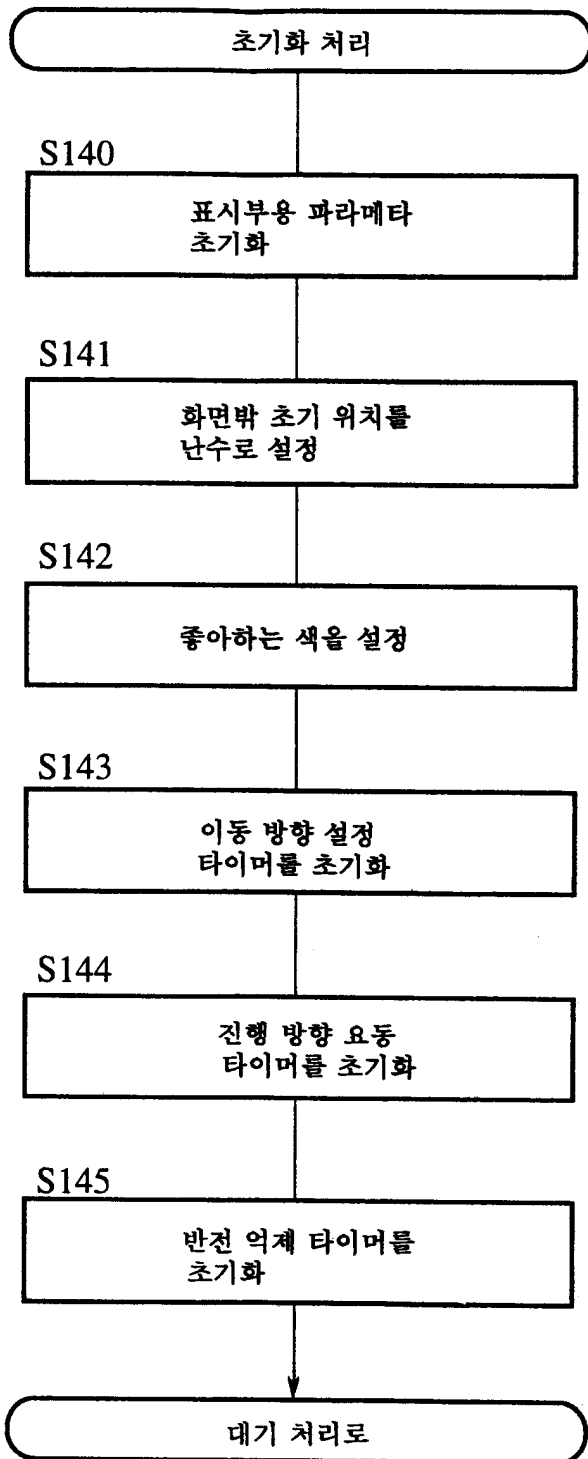 초기화 처리
S140
표시부용 파라메타
초기화
S141
화면밖 초기 위치를
난수로 설정
S142
좋아하는 색을 설정
S143
이동 방향 설정
타이머를 초기화
S144
진행 방향 요동
타이머를 초기화
S145
반전 억제 타이머를
초기화
대기 처리로